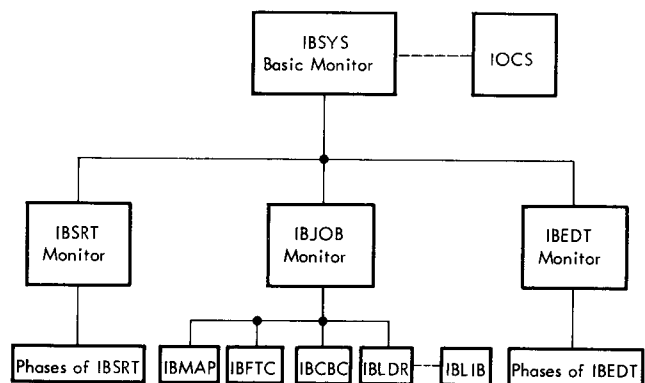 IBSYS
Basic Monitor
IOCS
IBSRT
Monitor
IBJOB
Monitor
IBEDT
Monitor
Phases of IBSRT
IBMAP
IBFTC
IBCBC
IBLDR
IBLIB
Phases of IBEDT